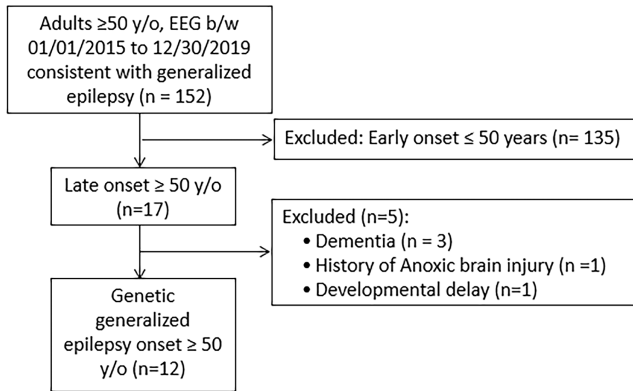 Adults ≥50 y/o, EEG b/w
01/01/2015 to 12/30/2019
consistent with generalized
epilepsy (n = 152)
Excluded: Early onset ≤ 50 years (n= 135)
Late onset ≥ 50 y/o
(n=17)
Excluded (n=5):
• Dementia (n = 3)
• History of Anoxic brain injury (n =1)
• Developmental delay (n=1)
Genetic
generalized
epilepsy onset ≥ 50
y/o (n=12)